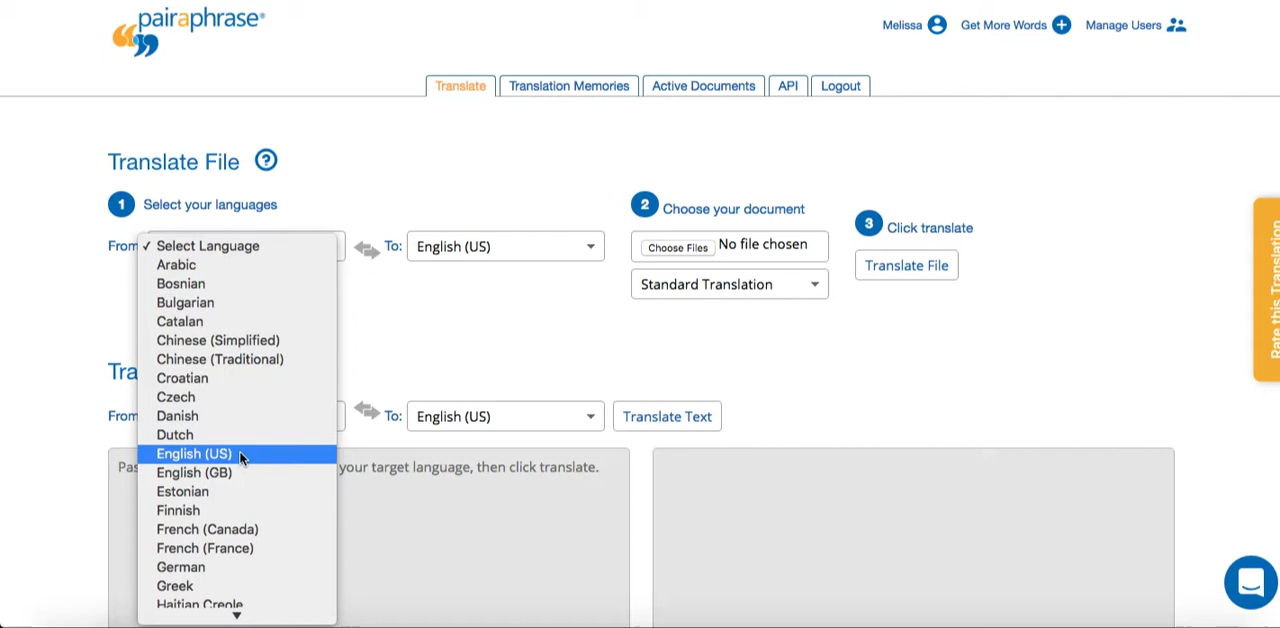 pairaphrase®
Melissa
Get More Words
Manage Users
Translate
Translation Memories
Active Documents
API
Logout
Translate File ?
1 Select your languages
2 Choose your document
3 Click translate
From
✓ Select Language
To: English (US)
Choose Files No file chosen
Standard Translation
Translate File
Arabic
Bosnian
Bulgarian
Catalan
Chinese (Simplified)
Chinese (Traditional)
Croatian
Czech
Danish
Dutch
English (US)
English (GB)
Estonian
Finnish
French (Canada)
French (France)
German
Greek
Haitian Creole
Tra
From
To: English (US)
Translate Text
Pas
your target language, then click translate.
Rate this Translation